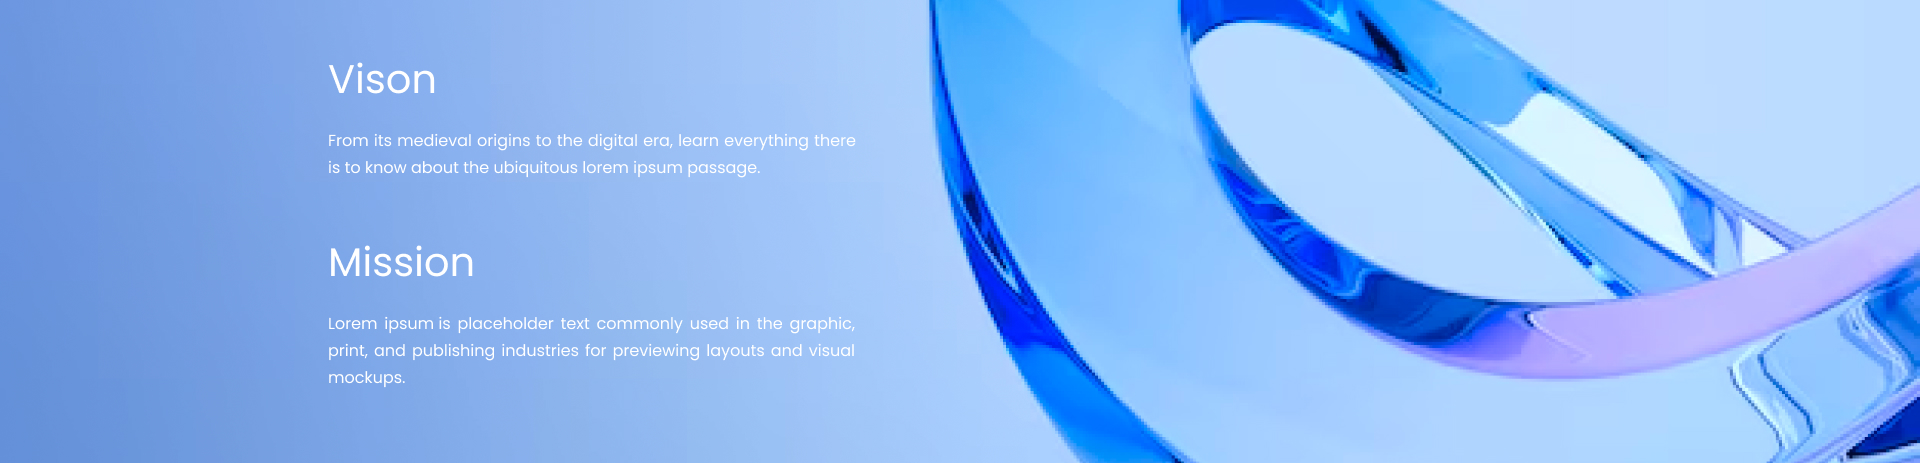 Vison
From its medieval origins to the digital era, learn everything there
is to know about the ubiquitous lorem ipsum passage.
Mission
Lorem ipsum is placeholder text commonly used in the graphic,
print, and publishing industries for previewing layouts and visual
mockups.